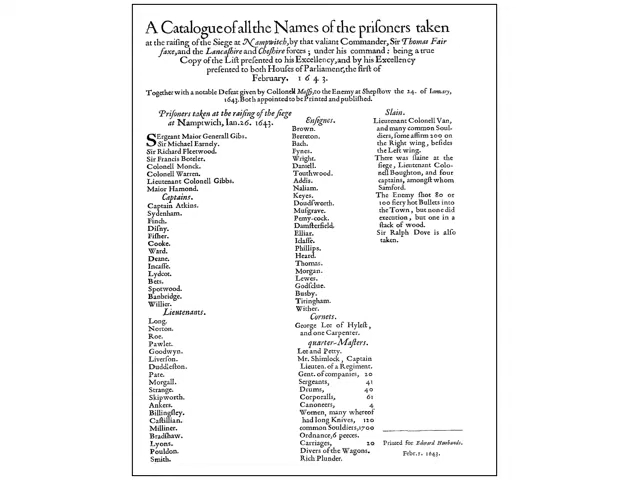 A Catalogue of all the Names of the priſoners taken
at the raiſing of the Siege at Nampwitch, by that valiant Commander, Sir Thomas Fair
faxe, and the Lancaſhire and Cheſhire forces; under his command: being a true
Copy of the Liſt preſented to his Excellency, and by his Excellency
preſented to both Houſes of Parliament, the firſt of
February. 1643.
Together with a notable Defeat given by Collonell Maſſy, to the Enemy at Shepſtow the 24. of Ianuary,
1643. Both appointed to be Printed and publiſhed.
Priſoners taken at the raiſing of the ſiege
at Namptwich, Ian. 26. 1643.
SErgeant Maior Generall Gibs.
Sir Michael Earnely.
Sir Richard Fleetwood.
Sir Francis Boteler.
Colonell Monck.
Colonell Warren.
Lieutenant Colonell Gibbs.
Maior Hamond.
Captains.
Captain Atkins.
Sydenham.
Finch.
Diſny.
Fiſher.
Cooke.
Ward.
Deane.
Incaſſe.
Lydcot.
Bets.
Spotwood.
Banbridge.
Willier.
Lieutenants.
Long.
Norton.
Roe.
Pawlet.
Goodwyn.
Liverſon.
Duddleſton.
Pate.
Morgall.
Strange.
Skipworth.
Ankers.
Billingſley.
Caſtillian.
Milliner.
Bradſhaw.
Lyons.
Pouldon.
Smith.
Enſignes.
Brown.
Brereton.
Bach.
Fynes.
Wright.
Daniell.
Touthwood.
Addis.
Naliam.
Keyes.
Doudſworth.
Muſgrave.
Pemy-cock.
Damſterfield.
Elliar.
Iclaſſe.
Phillips.
Heard.
Thomas.
Morgan.
Lewes.
Godſelne.
Busby.
Titingham.
Wither.
Cornets.
George Lee of Hyleſt,
and one Carpenter.
quarter-Maſters.
Lee and Petty.
Mr. Shimlock, Captain
Lieuten. of a Regiment.
Gent. of companies, 20
Sergeants, 41
Drums, 40
Corporalls, 61
Canoneers, 4
Women, many whereof
had long Knives, 120
common Souldiers, 1700
Ordnance, 6 peeces.
Carriages, 20
Divers of the Wagons.
Rich Plunder.
Slain.
Lieutenant Colonell Van,
and many common Soul-
diers, ſome affirm 200 on
the Right wing, beſides
the Left wing.
There was ſlaine at the
ſiege, Lieutenant Colo-
nell Boughton, and four
captains, amongſt whom
Samford.
The Enemy ſhot 80 or
100 fiery hot Bullets into
the Town, but none did
execution, but one in a
ſtack of wood.
Sir Ralph Dove is alſo
taken.
Printed for Edward Husbands.
Febr. 1. 1643.